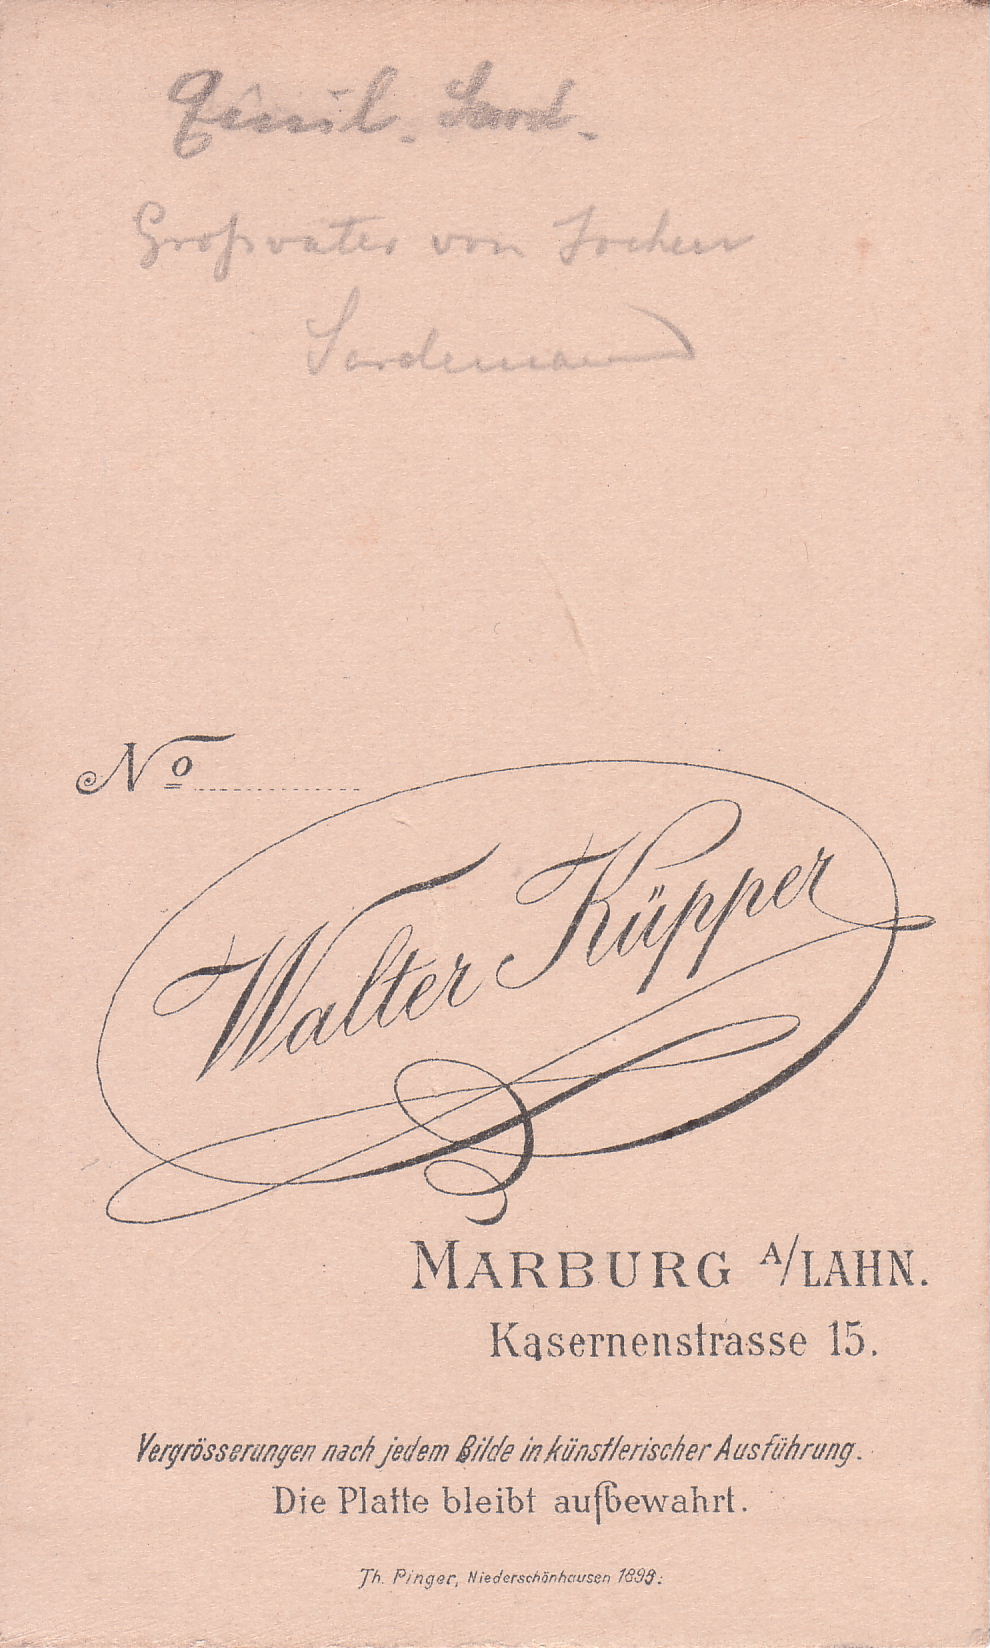 Großvater von Jochen
Sardemann
No
Walter Küpper
MARBURG A/LAHN.
Kasernenstrasse 15.
Vergrösserungen nach jedem Bilde in künstlerischer Ausführung.
Die Platte bleibt aufbewahrt.
Th. Pinger, Niederschönhausen